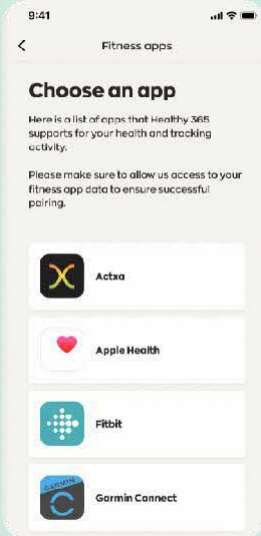 9:41
Fitness apps
Choose an app
Here is a list of apps that Healthy 365
supports for your health and tracking
activity.
Please make sure to allow us access to your
fitness app data to ensure successful
pairing.
Actxa
Apple Health
Fitbit
GARMIN
Garmin Connect